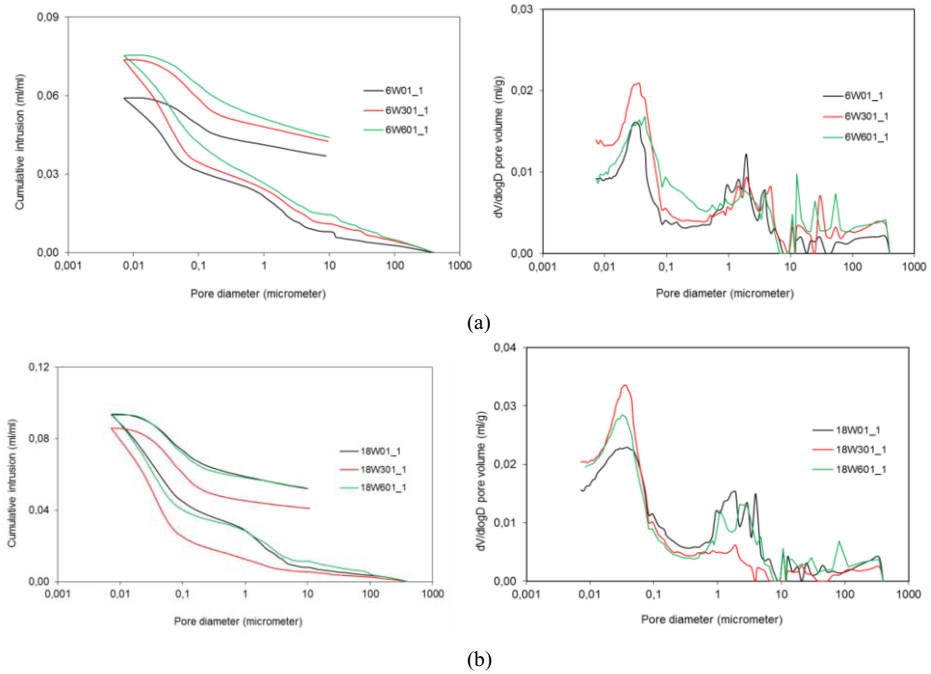 0,09
0,06
0,03
0,00
Cumulative intrusion (ml/ml)
0,001 0,01 0,1 1 10 100 1000
Pore diameter (micrometer)
6W01_1
6W301_1
6W601_1
0,03
0,02
0,01
0,00
dV/dlogD pore volume (ml/g)
0,001 0,01 0,1 1 10 100 1000
Pore diameter (micrometer)
6W01_1
6W301_1
6W601_1
(a)
0,12
0,08
0,04
0,00
Cumulative intrusion (ml/ml)
0,001 0,01 0,1 1 10 100 1000
Pore diameter (micrometer)
18W01_1
18W301_1
18W601_1
0,04
0,03
0,02
0,01
0,00
dV/dlogD pore volume (ml/g)
0,001 0,01 0,1 1 10 100 1000
Pore diameter (micrometer)
18W01_1
18W301_1
18W601_1
(b)